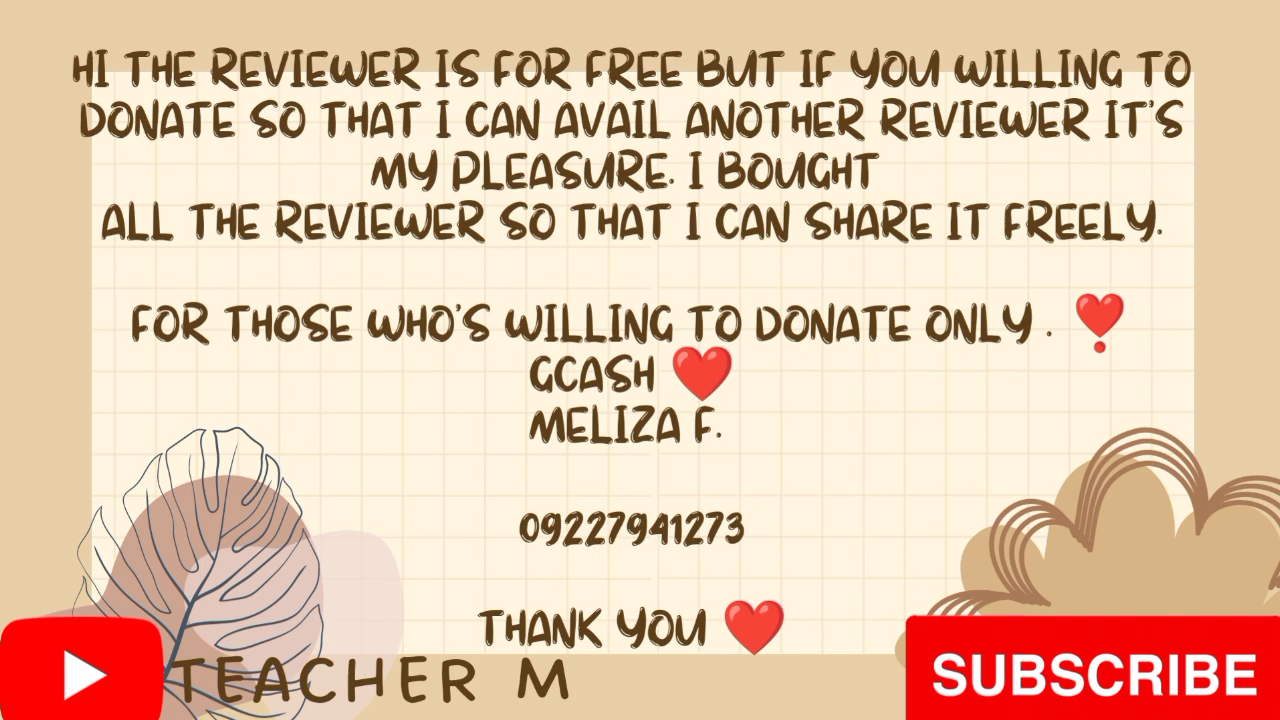 HI THE REVIEWER IS FOR FREE BUT IF YOU WILLING TO
DONATE SO THAT I CAN AVAIL ANOTHER REVIEWER IT'S
MY PLEASURE. I BOUGHT
ALL THE REVIEWER SO THAT I CAN SHARE IT FREELY.
FOR THOSE WHO'S WILLING TO DONATE ONLY . ❣️
GCASH ❤️
MELIZA F.
09227941273
THANK YOU ❤️
TEACHER M
SUBSCRIBE